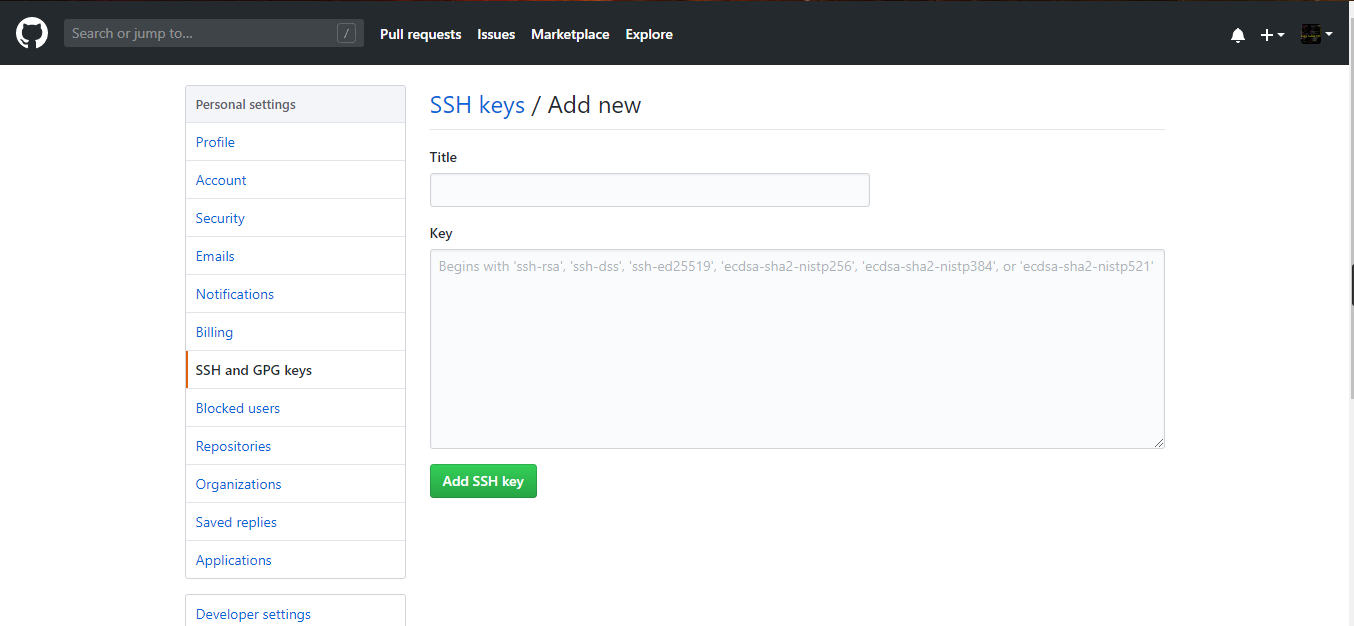 Search or jump to... /
Pull requests Issues Marketplace Explore
Personal settings
Profile
Account
Security
Emails
Notifications
Billing
SSH and GPG keys
Blocked users
Repositories
Organizations
Saved replies
Applications
Developer settings
SSH keys / Add new
Title
Key
Begins with 'ssh-rsa', 'ssh-dss', 'ssh-ed25519', 'ecdsa-sha2-nistp256', 'ecdsa-sha2-nistp384', or 'ecdsa-sha2-nistp521'
Add SSH key